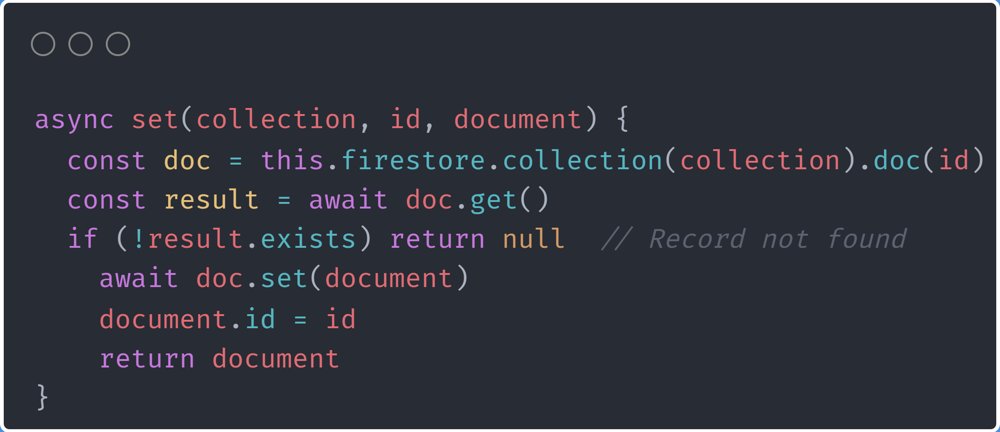 async set(collection, id, document) {
  const doc = this.firestore.collection(collection).doc(id)
  const result = await doc.get()
  if (!result.exists) return null  // Record not found
    await doc.set(document)
    document.id = id
    return document
}